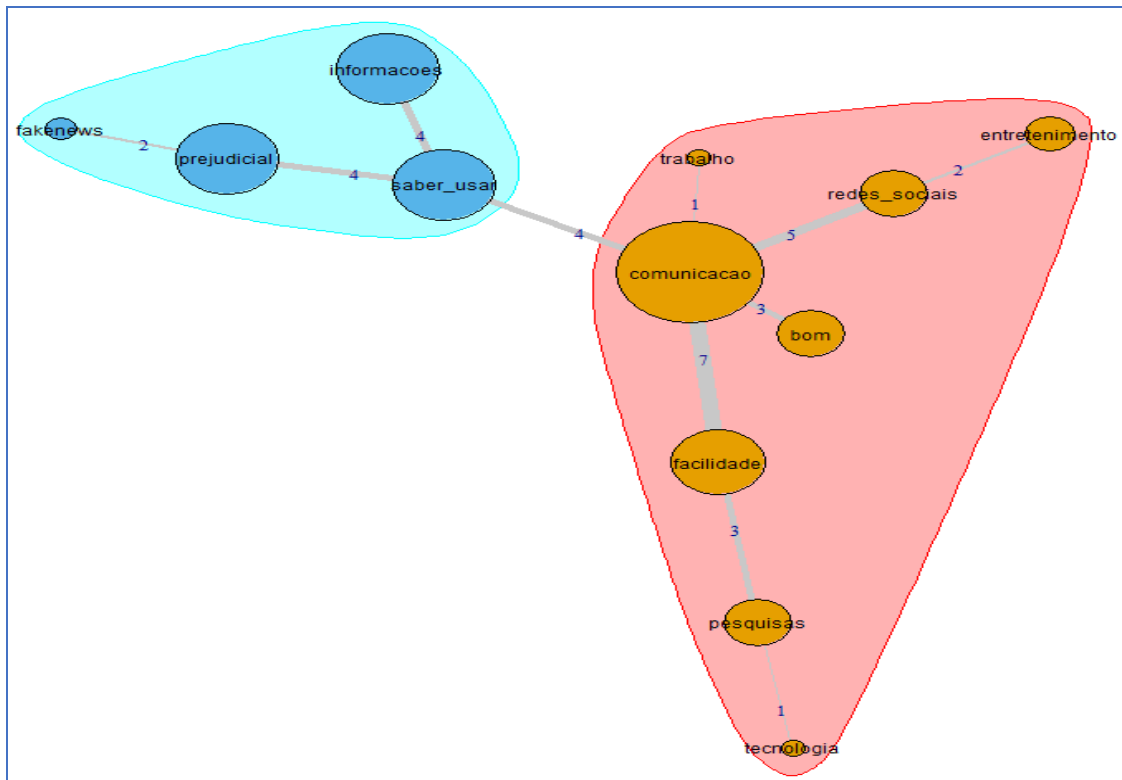 informacoes
fakenews
2
prejudicial
4
4
saber_usar
4
trabalho
1
entretenimento
2
redes_sociais
5
comunicacao
3
bom
7
facilidade
3
pesquisas
1
tecnologia